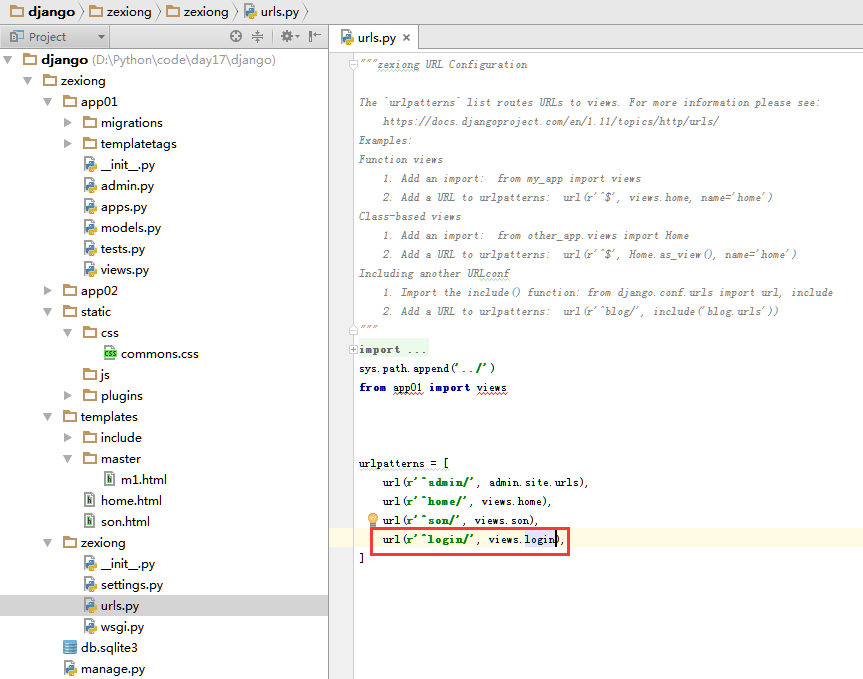 django zexiong zexiong urls.py
Project
urls.py
django (D:\Python\code\day17\django)
zexiong
app01
migrations
templatetags
__init__.py
admin.py
apps.py
models.py
tests.py
views.py
app02
static
css
commons.css
js
plugins
templates
include
master
m1.html
home.html
son.html
zexiong
__init__.py
settings.py
urls.py
wsgi.py
db.sqlite3
manage.py
"""zexiong URL Configuration
The `urlpatterns` list routes URLs to views. For more information please see:
https://docs.djangoproject.com/en/1.11/topics/http/urls/
Examples:
Function views
1. Add an import:  from my_app import views
2. Add a URL to urlpatterns:  url(r'^$', views.home, name='home')
Class-based views
1. Add an import:  from other_app.views import Home
2. Add a URL to urlpatterns:  url(r'^$', Home.as_view(), name='home')
Including another URLconf
1. Import the include() function: from django.conf.urls import url, include
2. Add a URL to urlpatterns:  url(r'^blog/', include('blog.urls'))
"""
import ...
sys.path.append('../')
from app01 import views
urlpatterns = [
url(r'^admin/', admin.site.urls),
url(r'^home/', views.home),
url(r'^son/', views.son),
url(r'^login/', views.login),
]